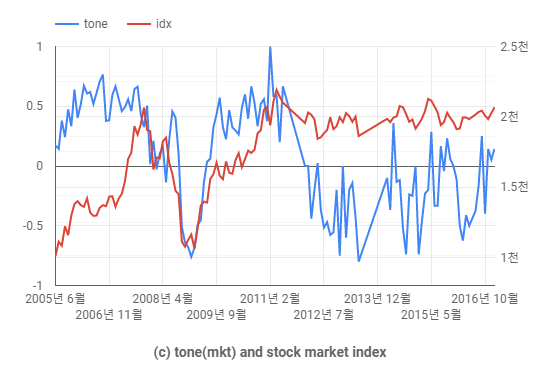 tone idx
1 2.5천
0.5 2천
0 1.5천
-0.5 1천
-1
2005년 6월 2008년 4월 2011년 2월 2013년 12월 2016년 10월
2006년 11월 2009년 9월 2012년 7월 2015년 5월
(c) tone(mkt) and stock market index